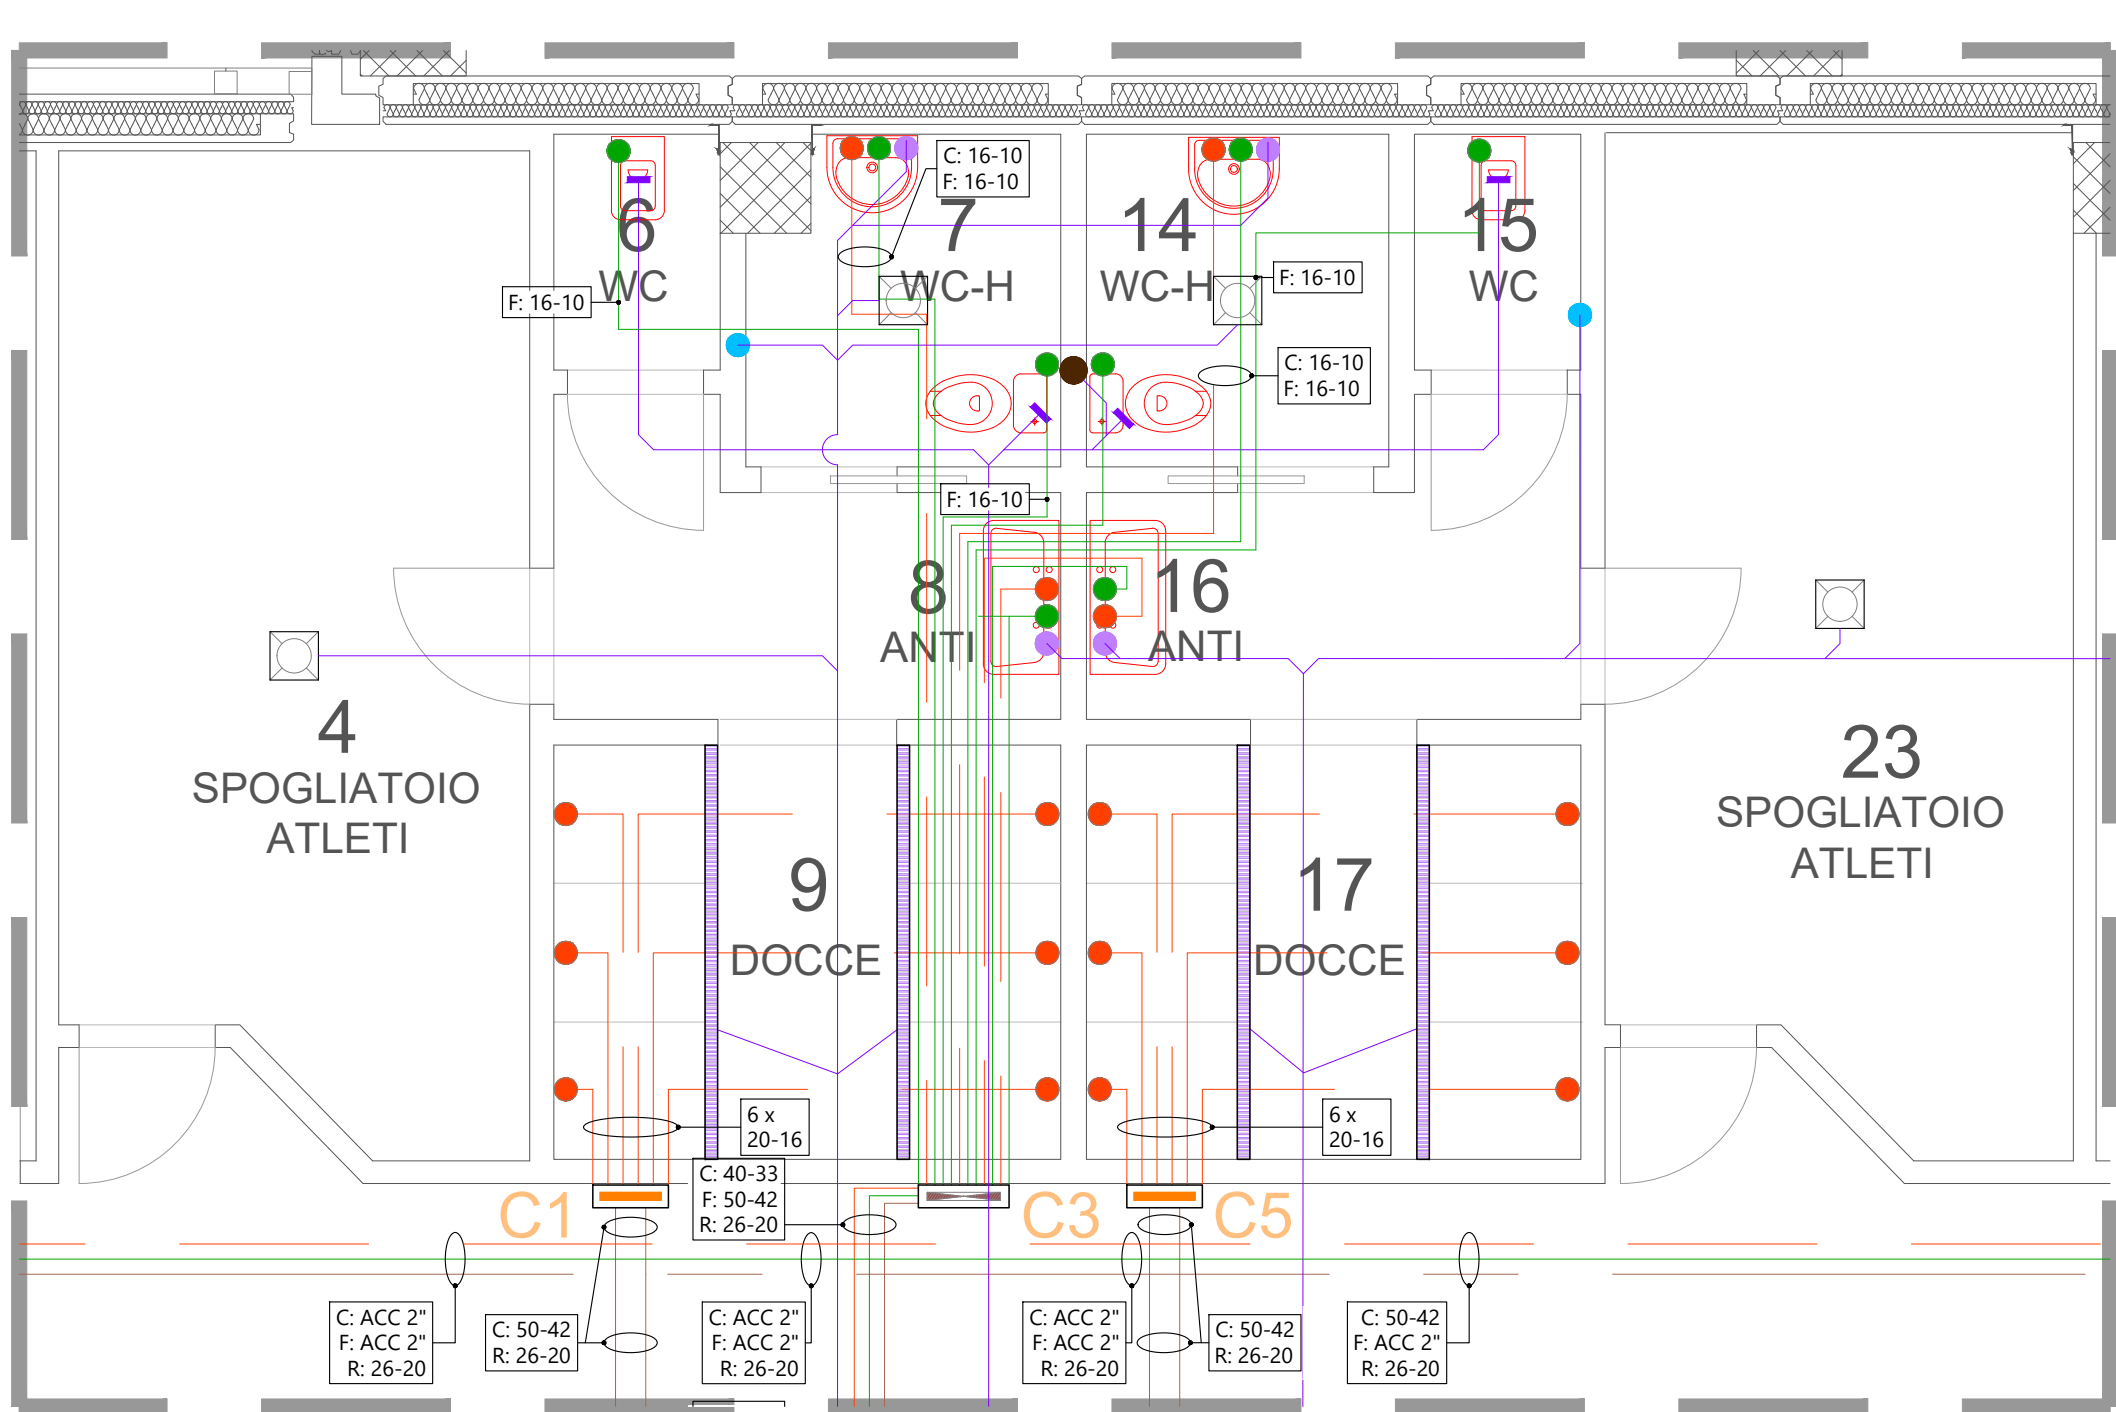 C: 16-10
F: 16-10
6
WC
7
WC-H
14
WC-H
15
WC
F: 16-10
F: 16-10
C: 16-10
F: 16-10
F: 16-10
8
ANTI
16
ANTI
4
SPOGLIATOIO
ATLETI
23
SPOGLIATOIO
ATLETI
9
DOCCE
17
DOCCE
6 x
20-16
6 x
20-16
C: 40-33
F: 50-42
R: 26-20
C1
C3
C5
C: ACC 2"
F: ACC 2"
R: 26-20
C: 50-42
R: 26-20
C: ACC 2"
F: ACC 2"
R: 26-20
C: ACC 2"
F: ACC 2"
R: 26-20
C: 50-42
R: 26-20
C: 50-42
F: ACC 2"
R: 26-20